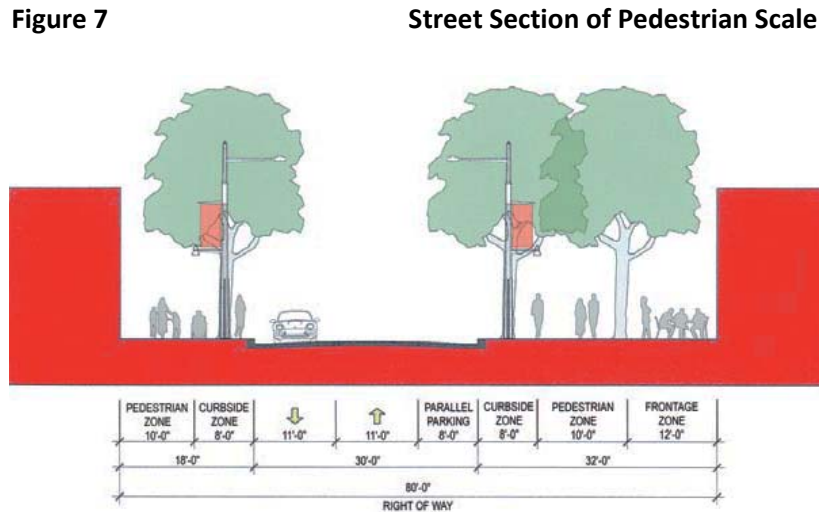 Figure 7 Street Section of Pedestrian Scale
PEDESTRIAN CURBSIDE PARALLEL CURBSIDE PEDESTRIAN FRONTAGE
ZONE ZONE PARKING ZONE ZONE ZONE
10'-0" 8'-0" 11'-0" 11'-0" 8'-0" 8'-0" 10'-0" 12'-0"
18'-0" 30'-0" 32'-0"
80'-0"
RIGHT OF WAY